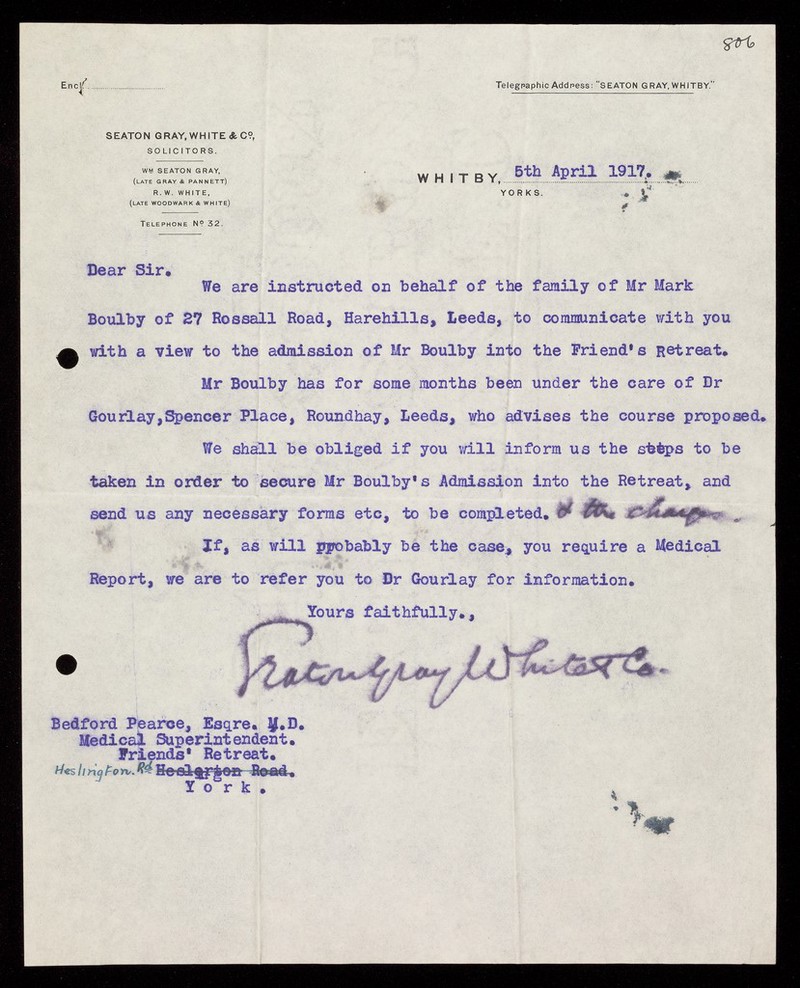 806
Encl
Telegraphic Address: "SEATON GRAY, WHITBY."
SEATON GRAY, WHITE & Co,
SOLICITORS.
Wm SEATON GRAY,
(LATE GRAY & PANNETT)
R. W. WHITE,
(LATE WOODWARK & WHITE)
TELEPHONE No 32.
WHITBY, 5th April 1917.
YORKS.
Dear Sir.
We are instructed on behalf of the family of Mr Mark
Boulby of 27 Rossall Road, Harehills, Leeds, to communicate with you
with a view to the admission of Mr Boulby into the Friend's Retreat.
Mr Boulby has for some months been under the care of Dr
Gourlay,Spencer Place, Roundhay, Leeds, who advises the course proposed.
We shall be obliged if you will inform us the steps to be
taken in order to secure Mr Boulby's Admission into the Retreat, and
send us any necessary forms etc, to be completed. & the charges.
If, as will probably be the case, you require a Medical
Report, we are to refer you to Dr Gourlay for information.
Yours faithfully.,
Seaton Gray White & Co.
Bedford Pearce, Esqre. M.D.
Medical Superintendent.
Friends' Retreat.
Heslington. Rd Heslerton Road.
York.